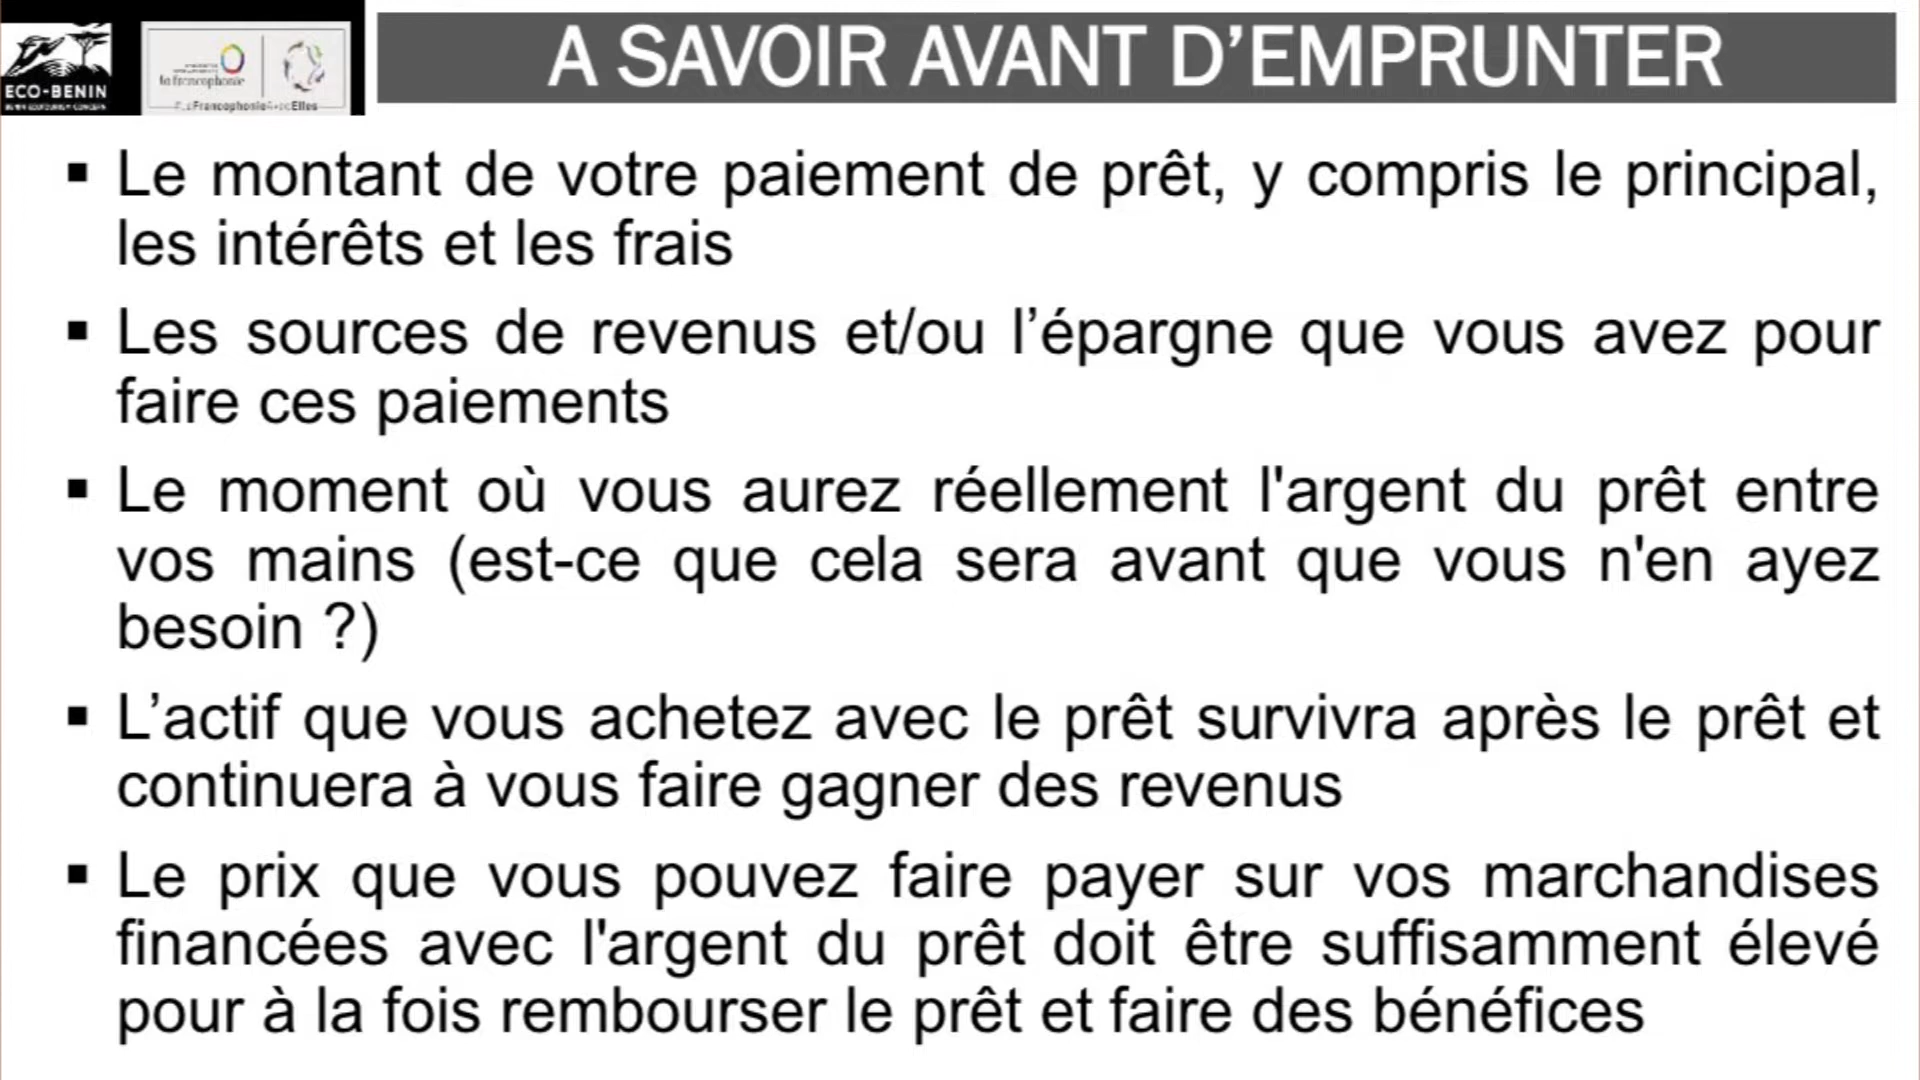 A SAVOIR AVANT D’EMPRUNTER
ECO-BENIN
BENIN ECOTOURISM CONCERN
la francophonie
▪ Le montant de votre paiement de prêt, y compris le principal,
les intérêts et les frais
▪ Les sources de revenus et/ou l’épargne que vous avez pour
faire ces paiements
▪ Le moment où vous aurez réellement l'argent du prêt entre
vos mains (est-ce que cela sera avant que vous n'en ayez
besoin ?)
▪ L’actif que vous achetez avec le prêt survivra après le prêt et
continuera à vous faire gagner des revenus
▪ Le prix que vous pouvez faire payer sur vos marchandises
financées avec l'argent du prêt doit être suffisamment élevé
pour à la fois rembourser le prêt et faire des bénéfices